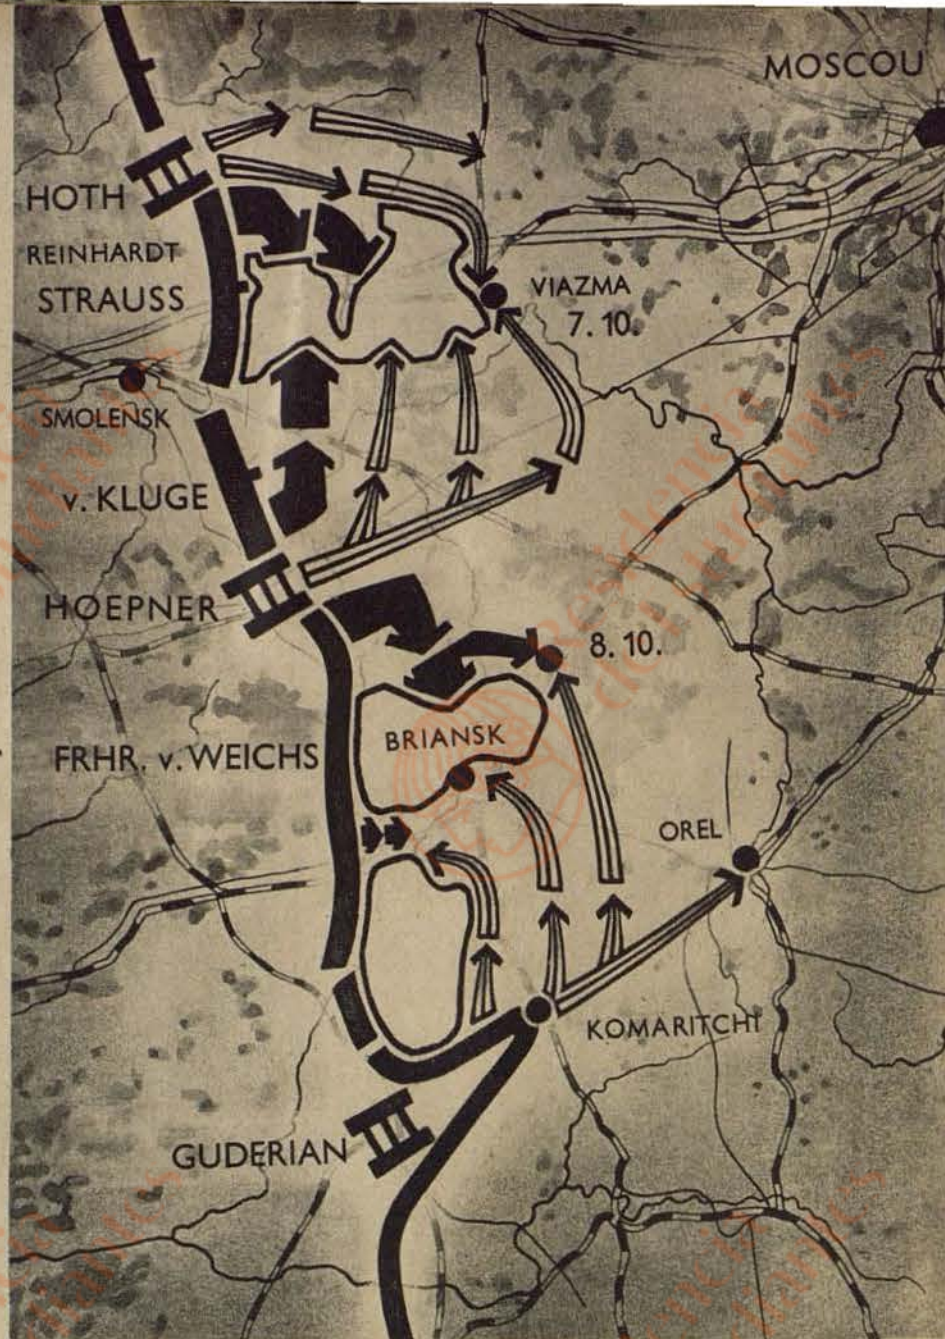 MOSCOU
HOTH
REINHARDT
STRAUSS
VIAZMA
7.10.
SMOLENSK
v. KLUGE
HOEPNER
8.10.
FRHR. v. WEICHS
BRIANSK
OREL
KOMARITCHI
GUDERIAN